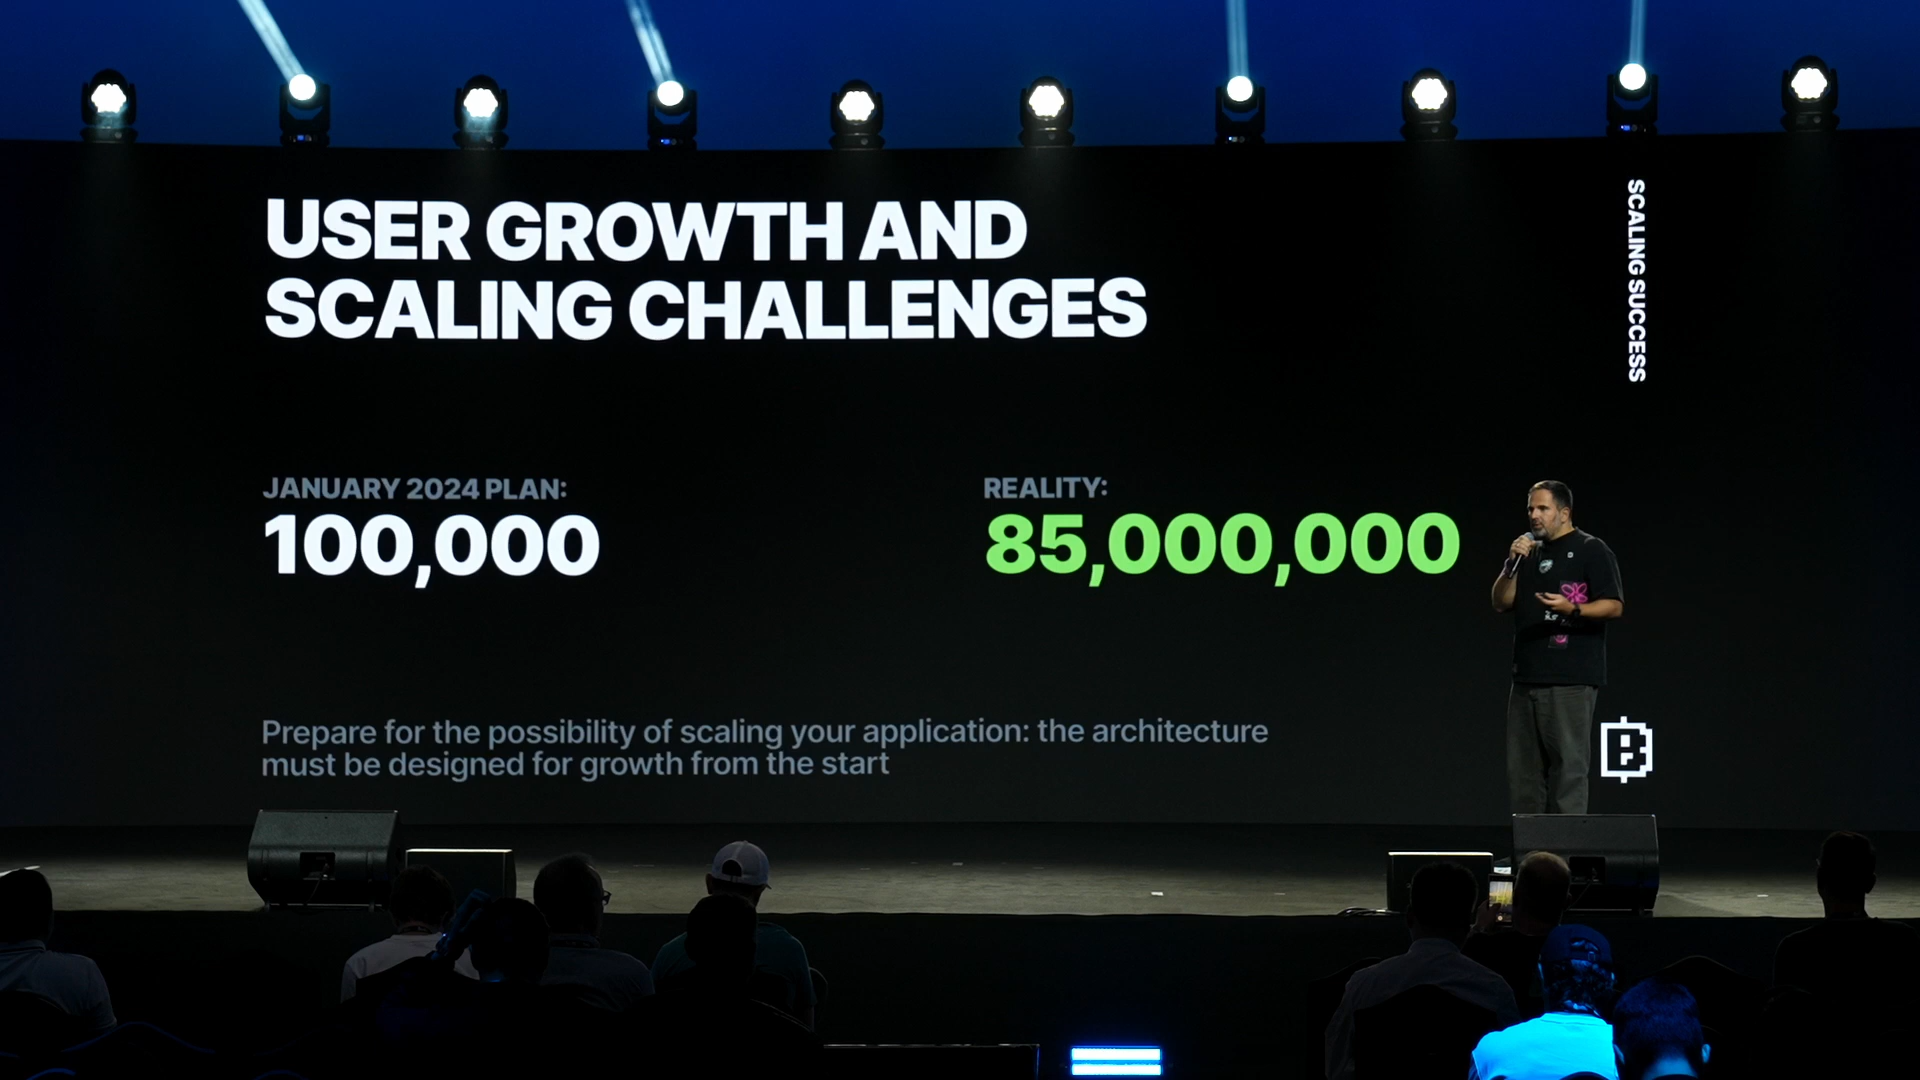 USER GROWTH AND
SCALING CHALLENGES
SCALING SUCCESS
JANUARY 2024 PLAN:
100,000
REALITY:
85,000,000
Prepare for the possibility of scaling your application: the architecture
must be designed for growth from the start
B